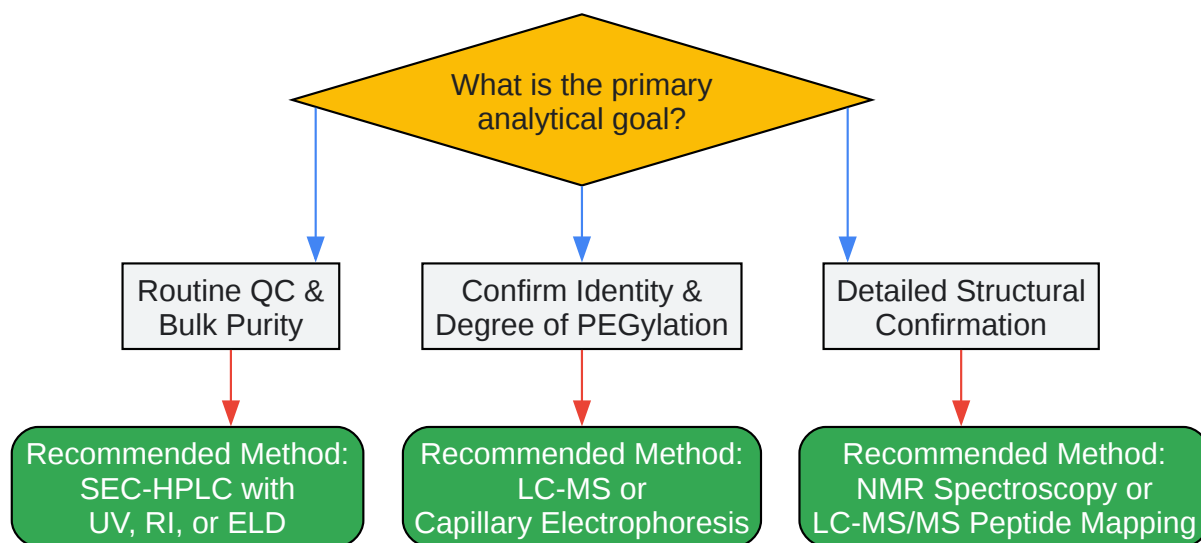 What is the primary
analytical goal?
Routine QC &
Bulk Purity
Confirm Identity &
Degree of PEGylation
Detailed Structural
Confirmation
Recommended Method:
SEC-HPLC with
UV, RI, or ELD
Recommended Method:
LC-MS or
Capillary Electrophoresis
Recommended Method:
NMR Spectroscopy or
LC-MS/MS Peptide Mapping